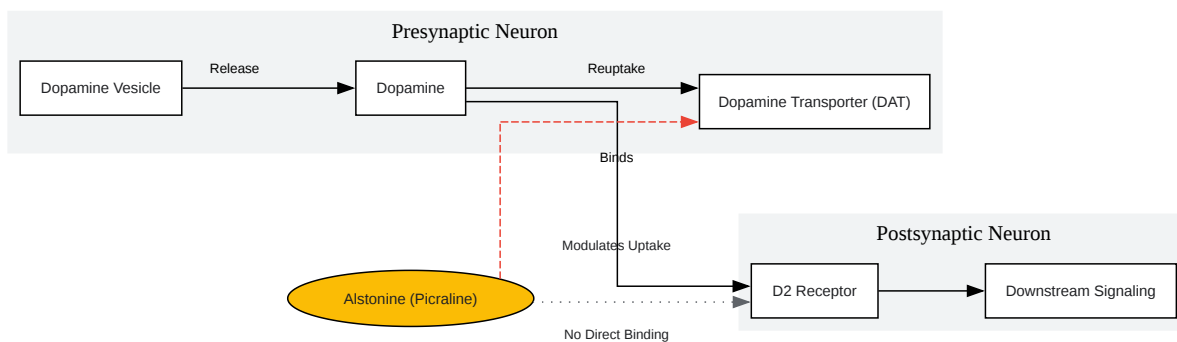 Presynaptic Neuron
Release
Reuptake
Dopamine Vesicle
Dopamine
Dopamine Transporter (DAT)
Binds
Postsynaptic Neuron
Modulates Uptake
D2 Receptor
Downstream Signaling
Alstonine (Picraline)
No Direct Binding